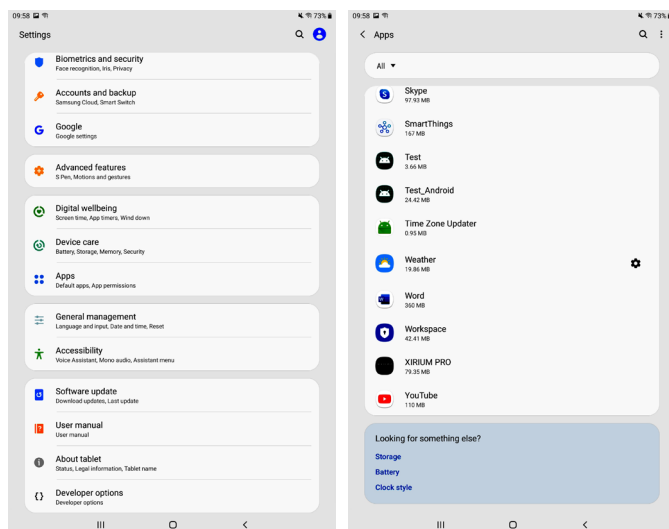 09:58
73%
Settings
Biometrics and security
Face recognition, Iris, Privacy
Accounts and backup
Samsung Cloud, Smart Switch
Google
Google settings
Advanced features
S Pen, Motions and gestures
Digital wellbeing
Screen time, App timers, Wind down
Device care
Battery, Storage, Memory, Security
Apps
Default apps, App permissions
General management
Language and input, Date and time, Reset
Accessibility
Voice Assistant, Mono audio, Assistant menu
Software update
Download updates, Last update
User manual
User manual
About tablet
Status, Legal information, Tablet name
Developer options
Developer options
09:58
73%
Apps
All
Skype
97.93 MB
SmartThings
167 MB
Test
3.66 MB
Test_Android
24.42 MB
Time Zone Updater
0.95 MB
Weather
19.86 MB
Word
360 MB
Workspace
42.41 MB
XIRIUM PRO
79.35 MB
YouTube
110 MB
Looking for something else?
Storage
Battery
Clock style